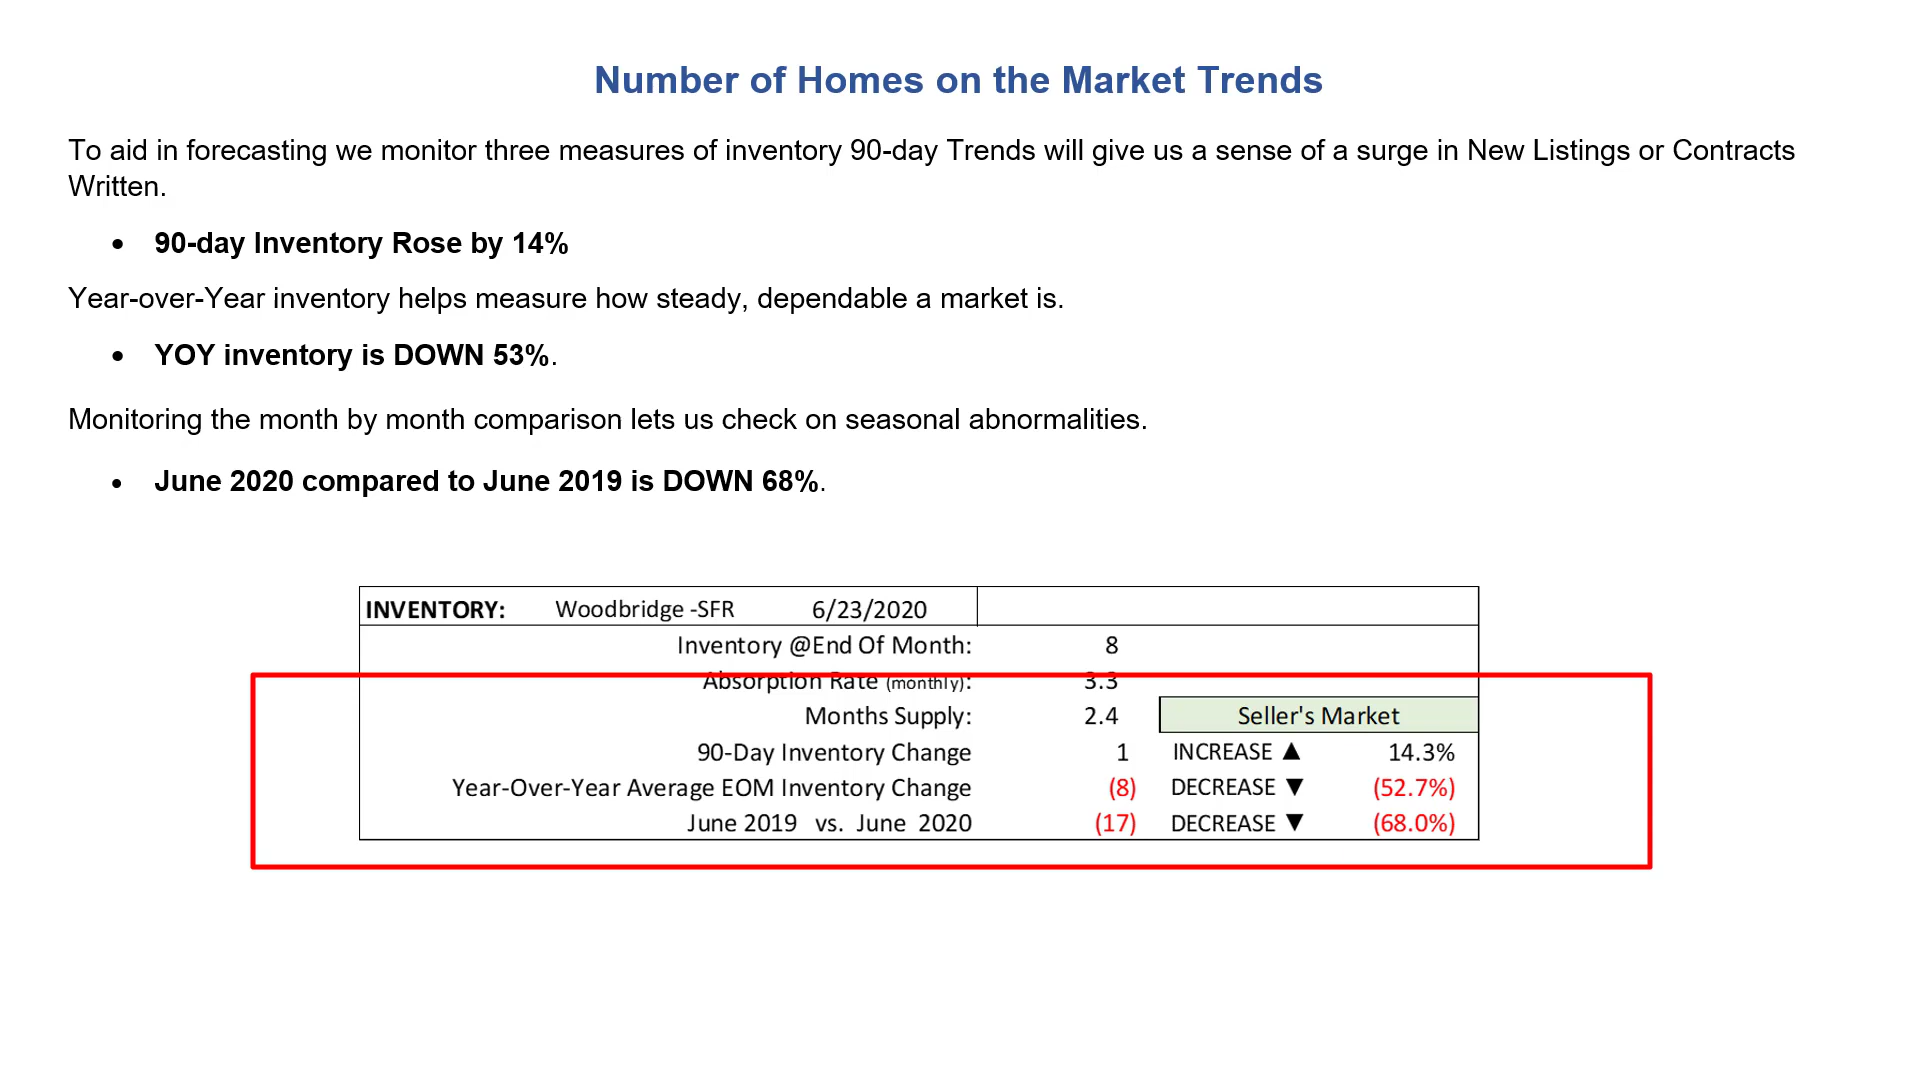 Number of Homes on the Market Trends
To aid in forecasting we monitor three measures of inventory 90-day Trends will give us a sense of a surge in New Listings or Contracts
Written.
• 90-day Inventory Rose by 14%
Year-over-Year inventory helps measure how steady, dependable a market is.
• YOY inventory is DOWN 53%.
Monitoring the month by month comparison lets us check on seasonal abnormalities.
• June 2020 compared to June 2019 is DOWN 68%.
INVENTORY: Woodbridge -SFR 6/23/2020
Inventory @End Of Month: 8
Absorption Rate (monthly): 3.3
Months Supply: 2.4 Seller's Market
90-Day Inventory Change 1 INCREASE ▲ 14.3%
Year-Over-Year Average EOM Inventory Change (8) DECREASE ▼ (52.7%)
June 2019 vs. June 2020 (17) DECREASE ▼ (68.0%)